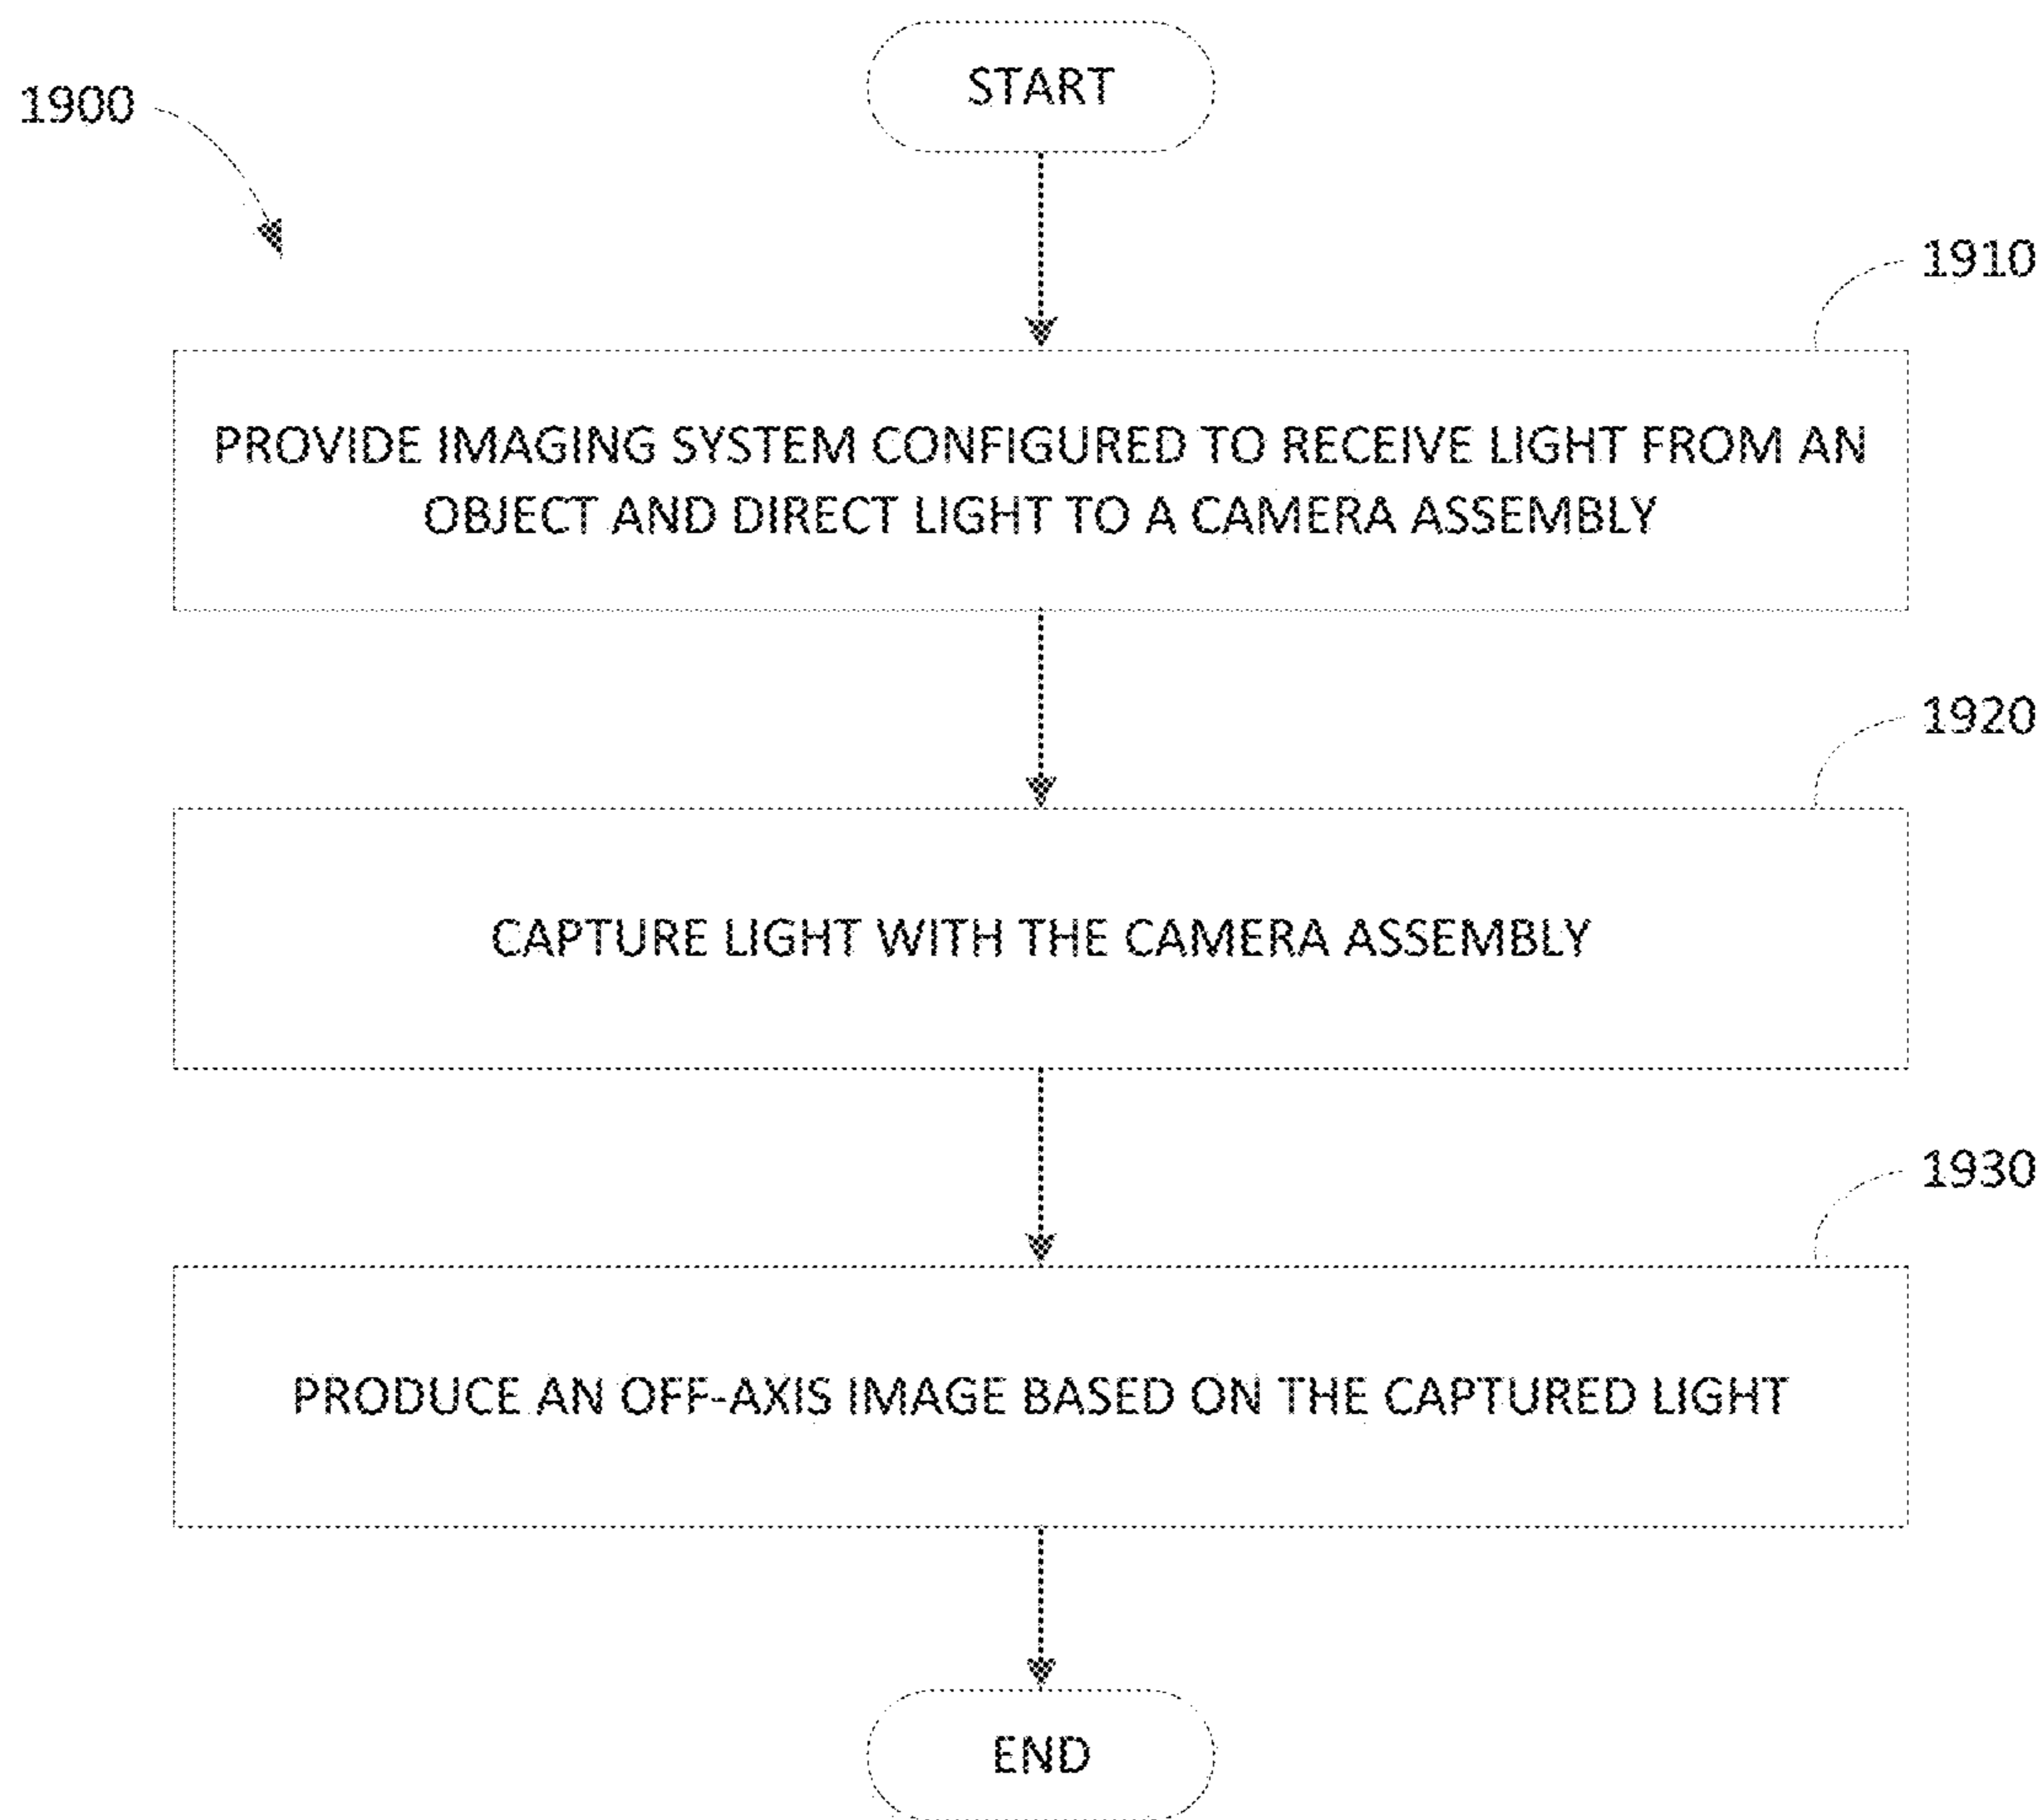 START
1900
1910
PROVIDE IMAGING SYSTEM CONFIGURED TO RECEIVE LIGHT FROM AN
OBJECT AND DIRECT LIGHT TO A CAMERA ASSEMBLY
1920
CAPTURE LIGHT WITH THE CAMERA ASSEMBLY
1930
PRODUCE AN OFF-AXIS IMAGE BASED ON THE CAPTURED LIGHT
END